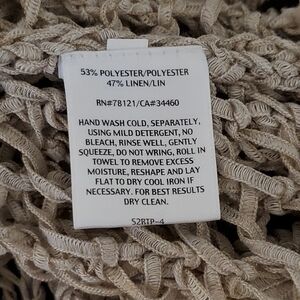 53% POLYESTER/POLYESTER
47% LINEN/LIN
RN#78121/CA#34460
HAND WASH COLD, SEPARATELY,
USING MILD DETERGENT, NO
BLEACH, RINSE WELL, GENTLY
SQUEEZE, DO NOT WRING, ROLL IN
TOWEL TO REMOVE EXCESS
MOISTURE, RESHAPE AND LAY
FLAT TO DRY COOL IRON IF
NECESSARY. FOR BEST RESULTS
DRY CLEAN.
52RTP-4